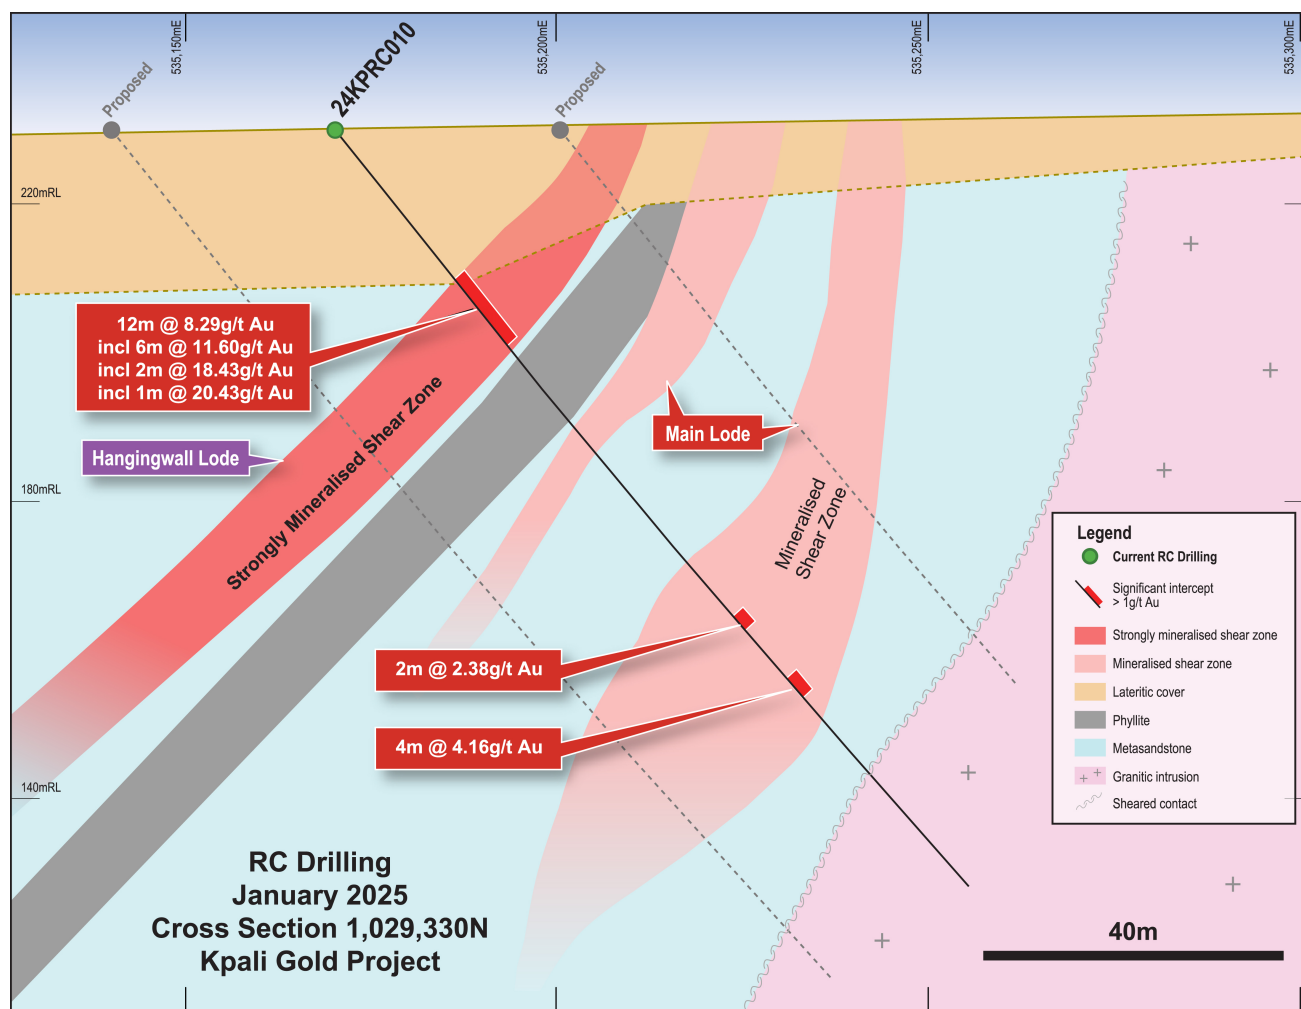 535,150mE
535,200mE
535,250mE
535,300mE
Proposed
24KPRC010
Proposed
220mRL
180mRL
140mRL
12m @ 8.29g/t Au
incl 6m @ 11.60g/t Au
incl 2m @ 18.43g/t Au
incl 1m @ 20.43g/t Au
Hangingwall Lode
Strongly Mineralised Shear Zone
Main Lode
Mineralised
Shear Zone
2m @ 2.38g/t Au
4m @ 4.16g/t Au
Legend
Current RC Drilling
Significant intercept
> 1g/t Au
Strongly mineralised shear zone
Mineralised shear zone
Lateritic cover
Phyllite
Metasandstone
Granitic intrusion
Sheared contact
RC Drilling
January 2025
Cross Section 1,029,330N
Kpali Gold Project
40m